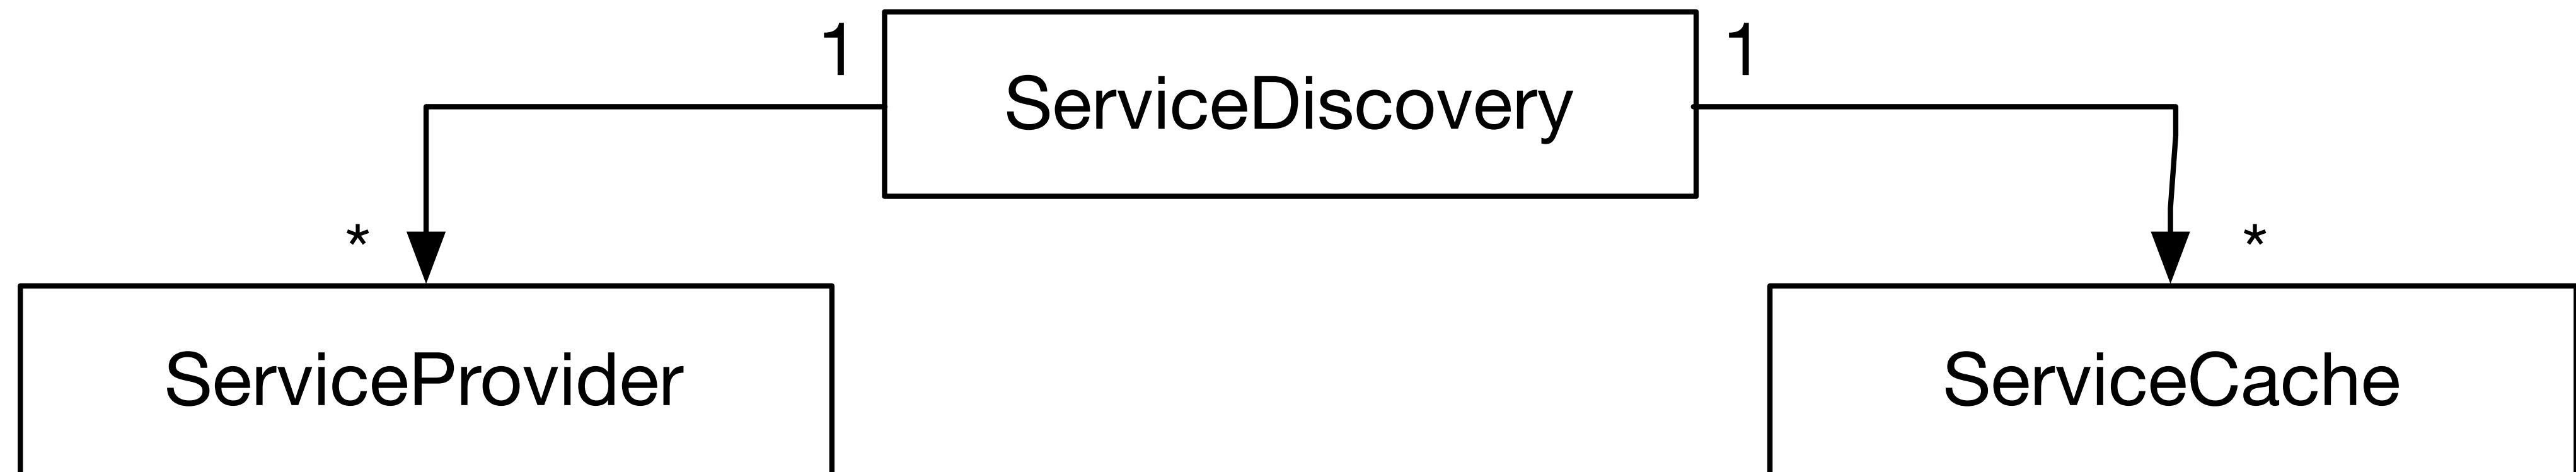 1
ServiceDiscovery
1
*
*
ServiceProvider
ServiceCache